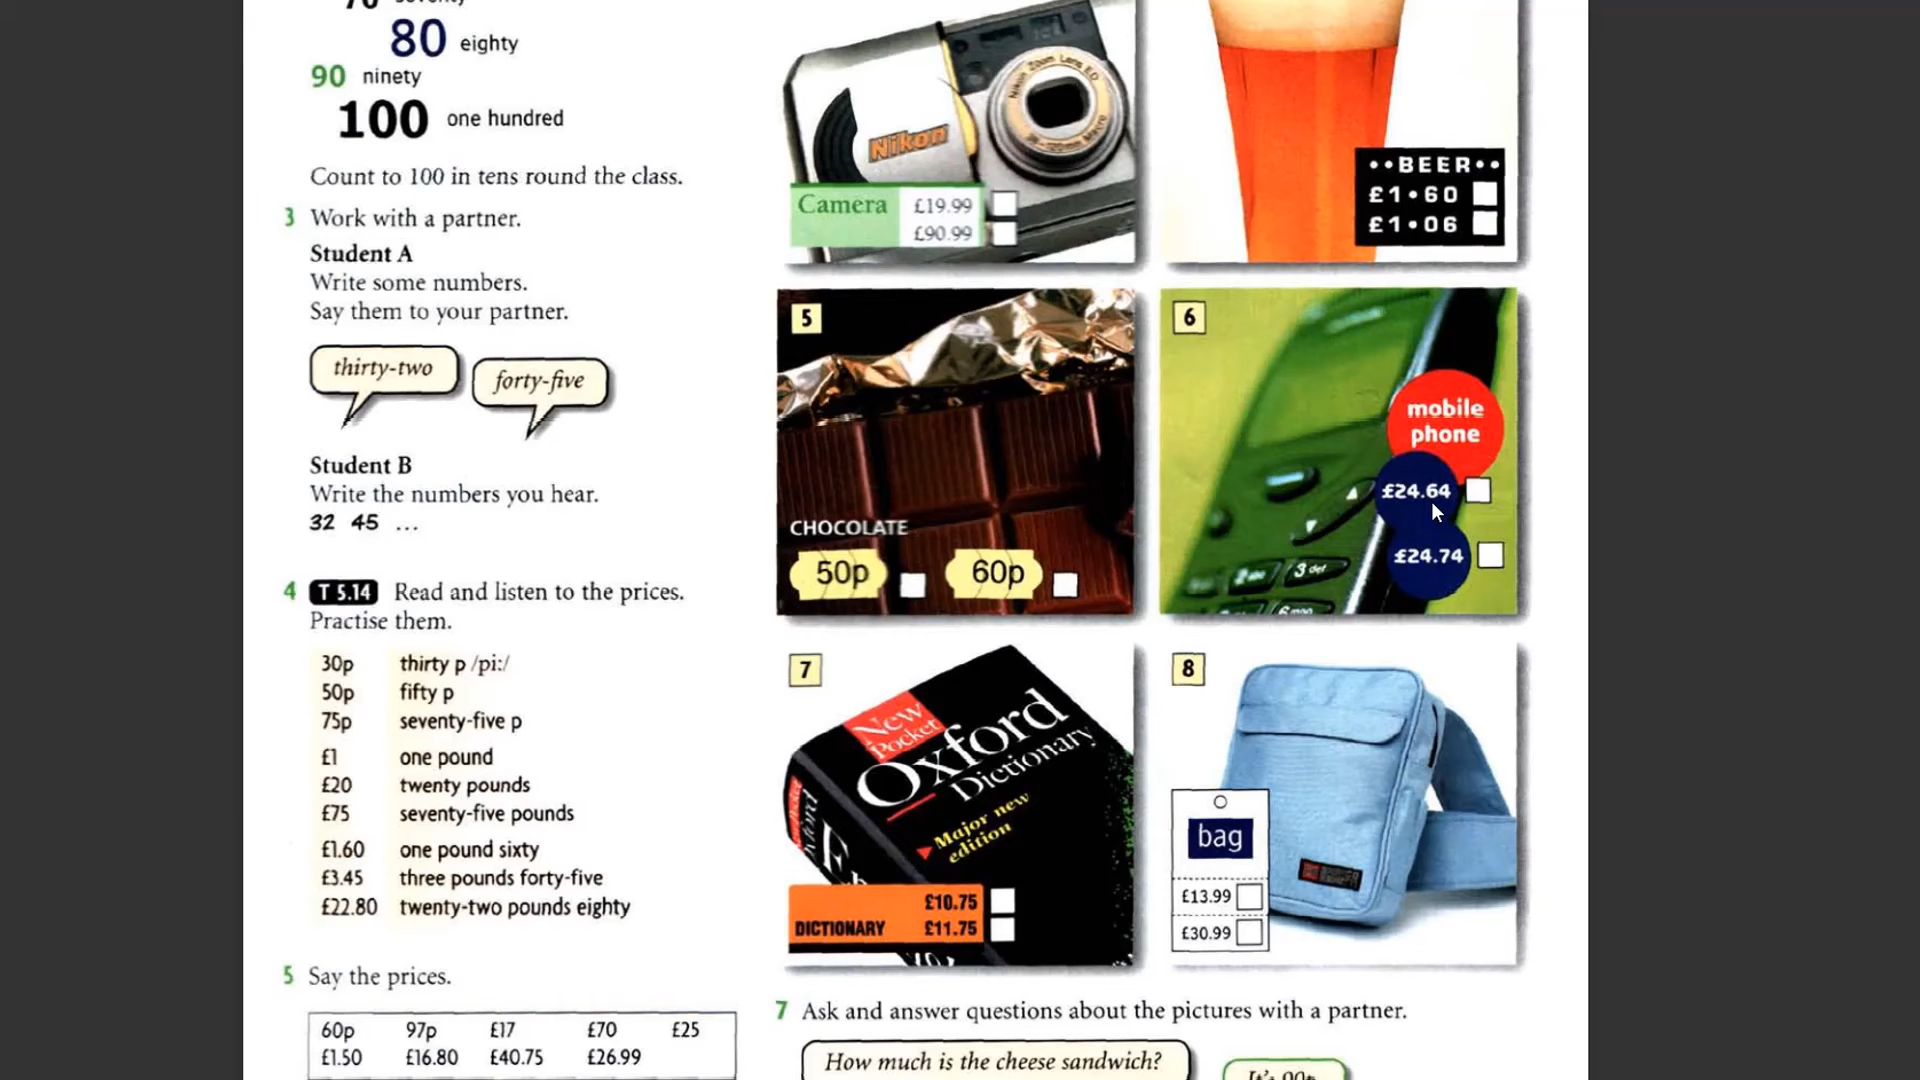 80 eighty
90 ninety
100 one hundred
Count to 100 in tens round the class.
3 Work with a partner.
Student A
Write some numbers.
Say them to your partner.
thirty-two
forty-five
Student B
Write the numbers you hear.
32 45 ...
4 T 5.14 Read and listen to the prices.
Practise them.
30p thirty p /pi:/
50p fifty p
75p seventy-five p
£1 one pound
£20 twenty pounds
£75 seventy-five pounds
£1.60 one pound sixty
£3.45 three pounds forty-five
£22.80 twenty-two pounds eighty
5 Say the prices.
60p 97p £17 £70 £25
£1.50 £16.80 £40.75 £26.99
Nikon Zoom Lens ED
Macro
Nikon
Camera £19.99
£90.99
••BEER••
£1•60
£1•06
5
CHOCOLATE
50p 60p
6
mobile
phone
£24.64
£24.74
2abc 3def
7
New
Pocket
Oxford
Dictionary
Major new
edition
£10.75
DICTIONARY £11.75
8
bag
£13.99
£30.99
7 Ask and answer questions about the pictures with a partner.
How much is the cheese sandwich?